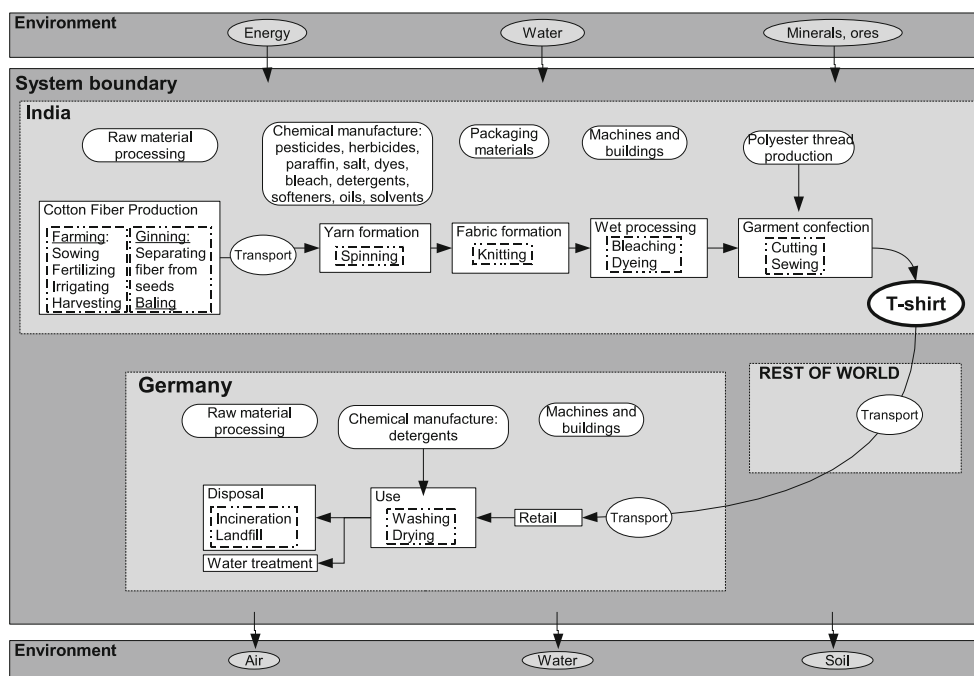 Environment
Energy
Water
Minerals, ores
System boundary
India
Raw material
processing
Chemical manufacture:
pesticides, herbicides,
paraffin, salt, dyes,
bleach, detergents,
softeners, oils, solvents
Packaging
materials
Machines and
buildings
Polyester thread
production
Cotton Fiber Production
Farming:
Sowing
Fertilizing
Irrigating
Harvesting
Ginning:
Separating
fiber from
seeds
Baling
Transport
Yarn formation
Spinning
Fabric formation
Knitting
Wet processing
Bleaching
Dyeing
Garment confection
Cutting
Sewing
T-shirt
REST OF WORLD
Transport
Germany
Raw material
processing
Chemical manufacture:
detergents
Machines and
buildings
Disposal
Incineration
Landfill
Water treatment
Use
Washing
Drying
Retail
Transport
Environment
Air
Water
Soil